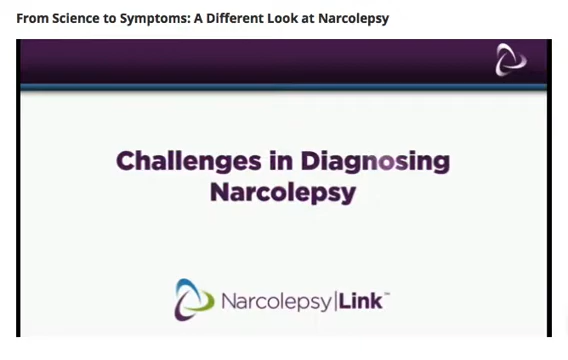 From Science to Symptoms: A Different Look at Narcolepsy
Challenges in Diagnosing
Narcolepsy
Narcolepsy|Link™